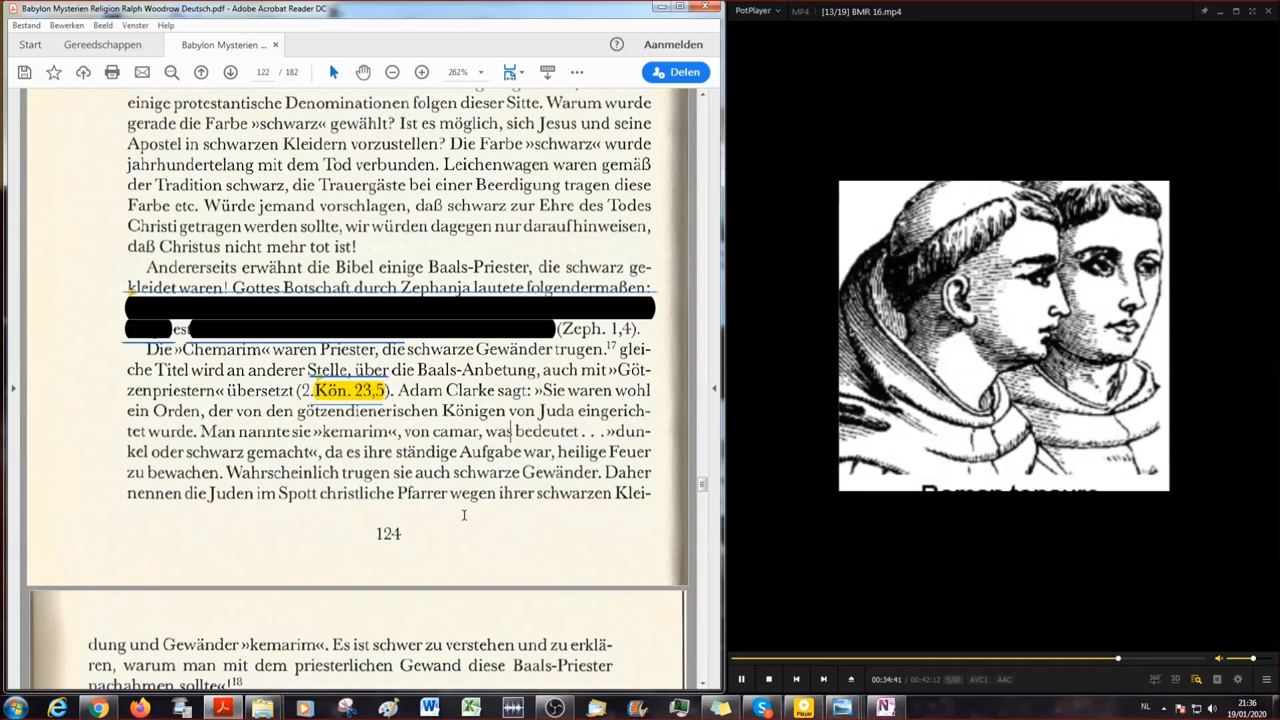 Babylon Mysterien Religion Ralph Woodrow Deutsch.pdf - Adobe Acrobat Reader DC
Bestand Bewerken Beeld Venster Help
Start Gereedschappen Babylon Mysterien ... × Aanmelden
122 / 182 262% Delen
einige protestantische Denominationen folgen dieser Sitte. Warum wurde
gerade die Farbe »schwarz« gewählt? Ist es möglich, sich Jesus und seine
Apostel in schwarzen Kleidern vorzustellen? Die Farbe »schwarz« wurde
jahrhundertelang mit dem Tod verbunden. Leichenwagen waren gemäß
der Tradition schwarz, die Trauergäste bei einer Beerdigung tragen diese
Farbe etc. Würde jemand vorschlagen, daß schwarz zur Ehre des Todes
Christi getragen werden sollte, wir würden dagegen nur darauf hinweisen,
daß Christus nicht mehr tot ist!
Andererseits erwähnt die Bibel einige Baals-Priester, die schwarz ge-
kleidet waren! Gottes Botschaft durch Zephanja lautete folgendermaßen:
est (Zeph. 1,4).
Die »Chemarim« waren Priester, die schwarze Gewänder trugen.17 glei-
che Titel wird an anderer Stelle, über die Baals-Anbetung, auch mit »Göt-
zenpriestern« übersetzt (2.Kön. 23,5). Adam Clarke sagt: »Sie waren wohl
ein Orden, der von den götzendienerischen Königen von Juda eingerich-
tet wurde. Man nannte sie »kemarim«, von camar, was bedeutet . . . »dun-
kel oder schwarz gemacht«, da es ihre ständige Aufgabe war, heilige Feuer
zu bewachen. Wahrscheinlich trugen sie auch schwarze Gewänder. Daher
nennen die Juden im Spott christliche Pfarrer wegen ihrer schwarzen Klei-
124
dung und Gewänder »kemarim«. Es ist schwer zu verstehen und zu erklä-
ren, warum man mit dem priesterlichen Gewand diese Baals-Priester
nachahmen sollte«!18
PotPlayer MP4 [13/19] BMR 16.mp4
00:34:41 / 00:42:12 S/W AVC1 AAC
360° 3D
NL 21:36
19/01/2020